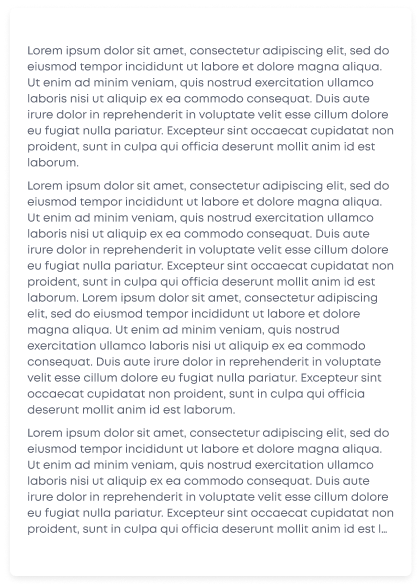 Lorem ipsum dolor sit amet, consectetur adipiscing elit, sed do
eiusmod tempor incididunt ut labore et dolore magna aliqua.
Ut enim ad minim veniam, quis nostrud exercitation ullamco
laboris nisi ut aliquip ex ea commodo consequat. Duis aute
irure dolor in reprehenderit in voluptate velit esse cillum dolore
eu fugiat nulla pariatur. Excepteur sint occaecat cupidatat non
proident, sunt in culpa qui officia deserunt mollit anim id est
laborum.
Lorem ipsum dolor sit amet, consectetur adipiscing elit, sed do
eiusmod tempor incididunt ut labore et dolore magna aliqua.
Ut enim ad minim veniam, quis nostrud exercitation ullamco
laboris nisi ut aliquip ex ea commodo consequat. Duis aute
irure dolor in reprehenderit in voluptate velit esse cillum dolore
eu fugiat nulla pariatur. Excepteur sint occaecat cupidatat non
proident, sunt in culpa qui officia deserunt mollit anim id est
laborum. Lorem ipsum dolor sit amet, consectetur adipiscing
elit, sed do eiusmod tempor incididunt ut labore et dolore
magna aliqua. Ut enim ad minim veniam, quis nostrud
exercitation ullamco laboris nisi ut aliquip ex ea commodo
consequat. Duis aute irure dolor in reprehenderit in voluptate
velit esse cillum dolore eu fugiat nulla pariatur. Excepteur sint
occaecat cupidatat non proident, sunt in culpa qui officia
deserunt mollit anim id est laborum.
Lorem ipsum dolor sit amet, consectetur adipiscing elit, sed do
eiusmod tempor incididunt ut labore et dolore magna aliqua.
Ut enim ad minim veniam, quis nostrud exercitation ullamco
laboris nisi ut aliquip ex ea commodo consequat. Duis aute
irure dolor in reprehenderit in voluptate velit esse cillum dolore
eu fugiat nulla pariatur. Excepteur sint occaecat cupidatat non
proident, sunt in culpa qui officia deserunt mollit anim id est l...